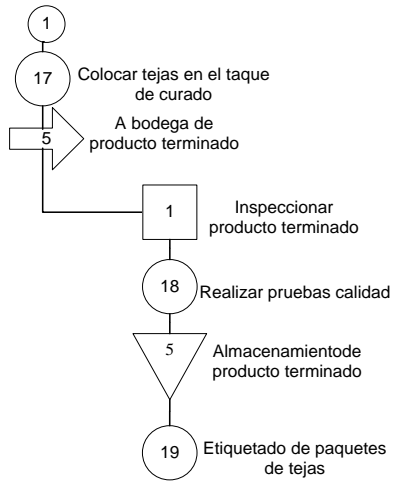 1
17
Colocar tejas en el taque
de curado
5
A bodega de
producto terminado
1
Inspeccionar
producto terminado
18
Realizar pruebas calidad
5
Almacenamientode
producto terminado
19
Etiquetado de paquetes
de tejas